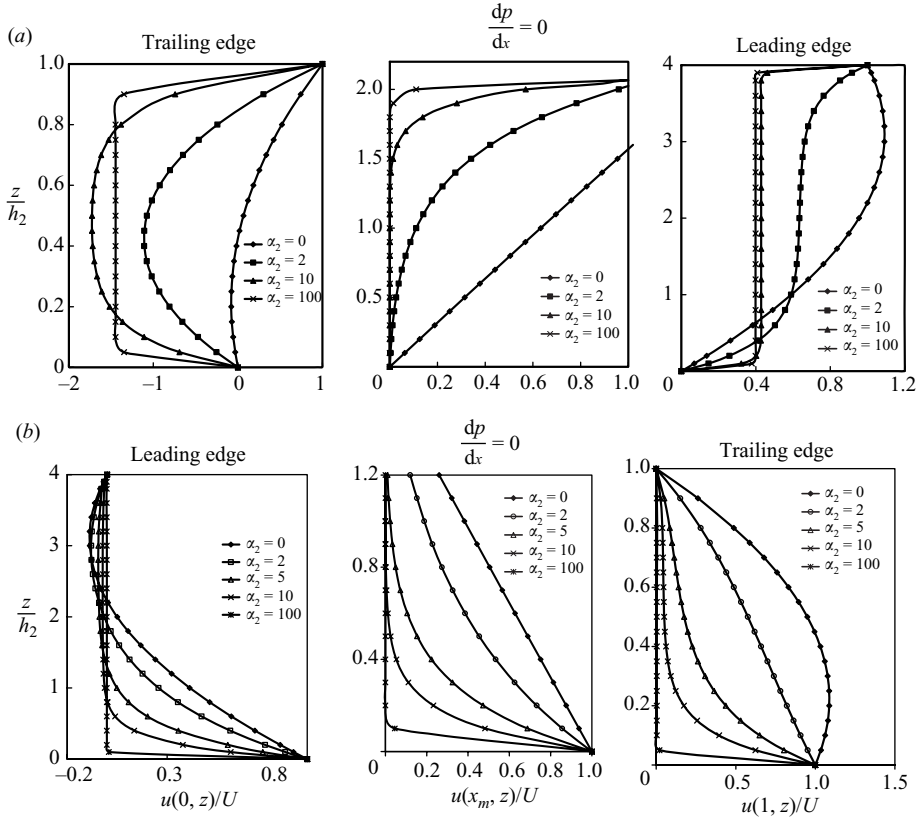 (a)
Trailing edge
dp/dx = 0
Leading edge
z/h₂
1.0
0.8
0.6
0.4
0.2
0
−2
−1
0
1
α₂ = 0
α₂ = 2
α₂ = 10
α₂ = 100
2.0
1.5
1.0
0.5
0
0
0.2
0.4
0.6
0.8
1.0
α₂ = 0
α₂ = 2
α₂ = 10
α₂ = 100
4
3
2
1
0
0.4
0.8
1.2
α₂ = 0
α₂ = 2
α₂ = 10
α₂ = 100
(b)
Leading edge
dp/dx = 0
Trailing edge
z/h₂
4
3
2
1
0
−0.2
0.3
0.8
α₂ = 0
α₂ = 2
α₂ = 5
α₂ = 10
α₂ = 100
u(0, z)/U
1.2
0.8
0.4
0
0.2
0.4
0.6
0.8
1.0
α₂ = 0
α₂ = 2
α₂ = 5
α₂ = 10
α₂ = 100
u(xₘ, z)/U
1.0
0.8
0.6
0.4
0.2
0
0
0.5
1.0
1.5
α₂ = 0
α₂ = 2
α₂ = 5
α₂ = 10
α₂ = 100
u(1, z)/U